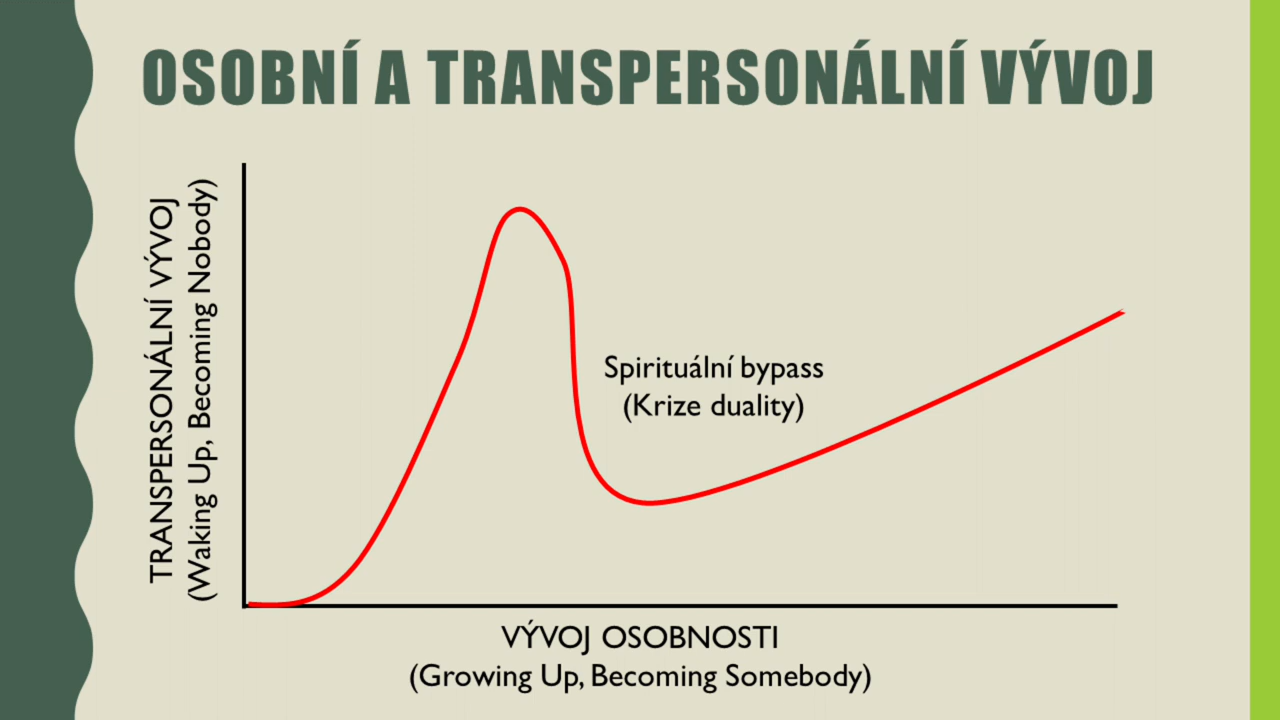 OSOBNÍ A TRANSPERSONÁLNÍ VÝVOJ
TRANSPERSONÁLNÍ VÝVOJ
(Waking Up, Becoming Nobody)
Spirituální bypass
(Krize duality)
VÝVOJ OSOBNOSTI
(Growing Up, Becoming Somebody)